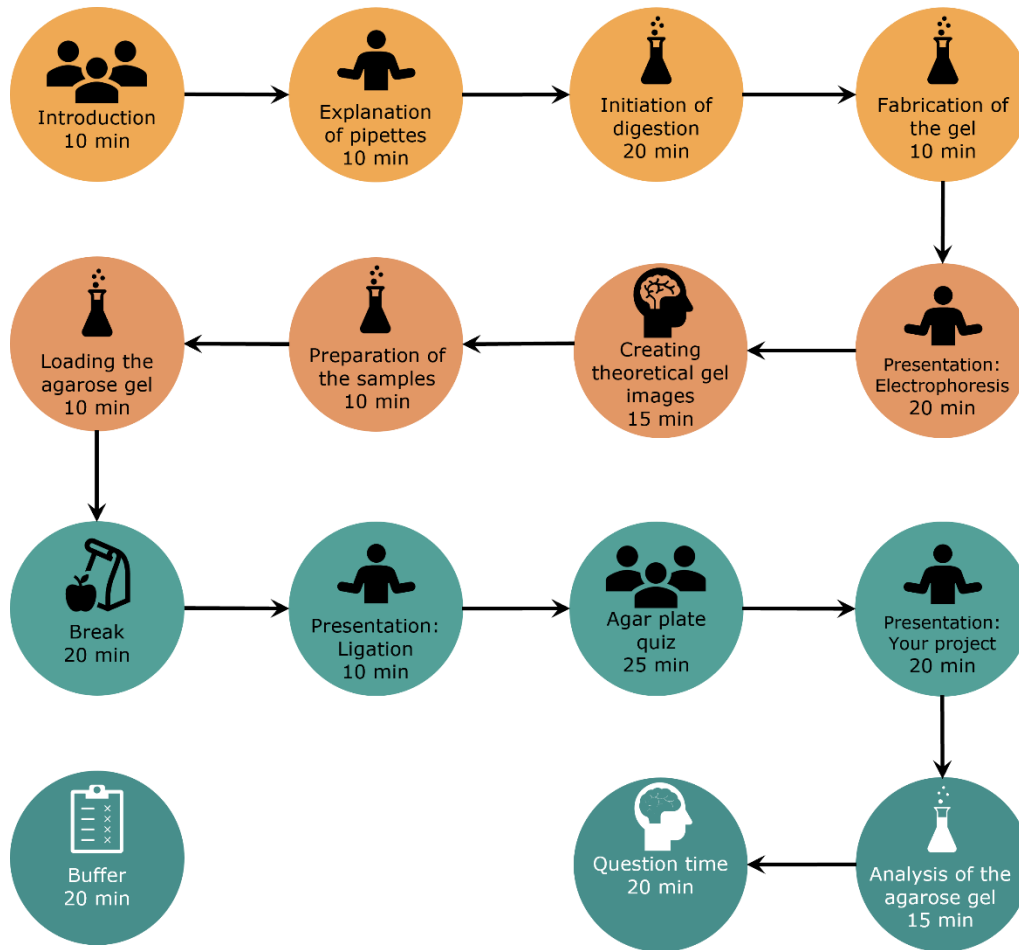 Introduction
10 min
Explanation
of pipettes
10 min
Initiation of
digestion
20 min
Fabrication of
the gel
10 min
Loading the
agarose gel
10 min
Preparation of
the samples
10 min
Creating
theoretical gel
images
15 min
Presentation:
Electrophoresis
20 min
Break
20 min
Presentation:
Ligation
10 min
Agar plate
quiz
25 min
Presentation:
Your project
20 min
Buffer
20 min
Question time
20 min
Analysis of the
agarose gel
15 min